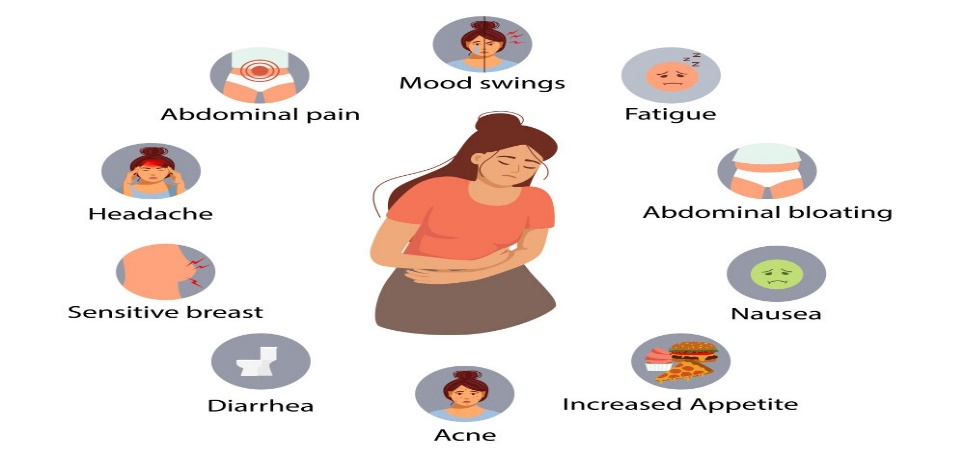 Mood swings
Abdominal pain
Fatigue
Z
Z
N
N
Headache
Abdominal bloating
Sensitive breast
Nausea
Diarrhea
Increased Appetite
Acne